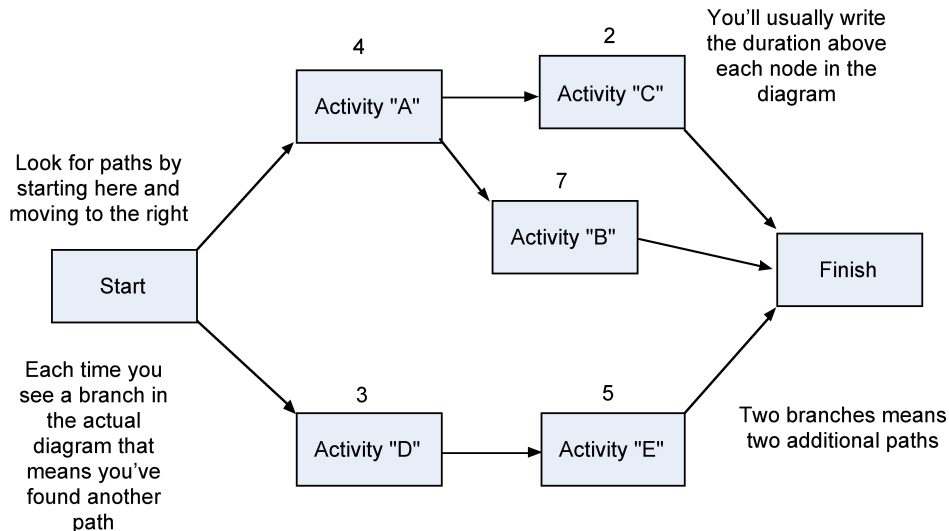 4
2
You’ll usually write
the duration above
each node in the
diagram
Activity "A"
Activity "C"
Look for paths by
starting here and
moving to the right
7
Activity "B"
Start
Finish
Each time you
see a branch in
the actual
diagram that
means you’ve
found another
path
3
5
Activity "D"
Activity "E"
Two branches means
two additional paths